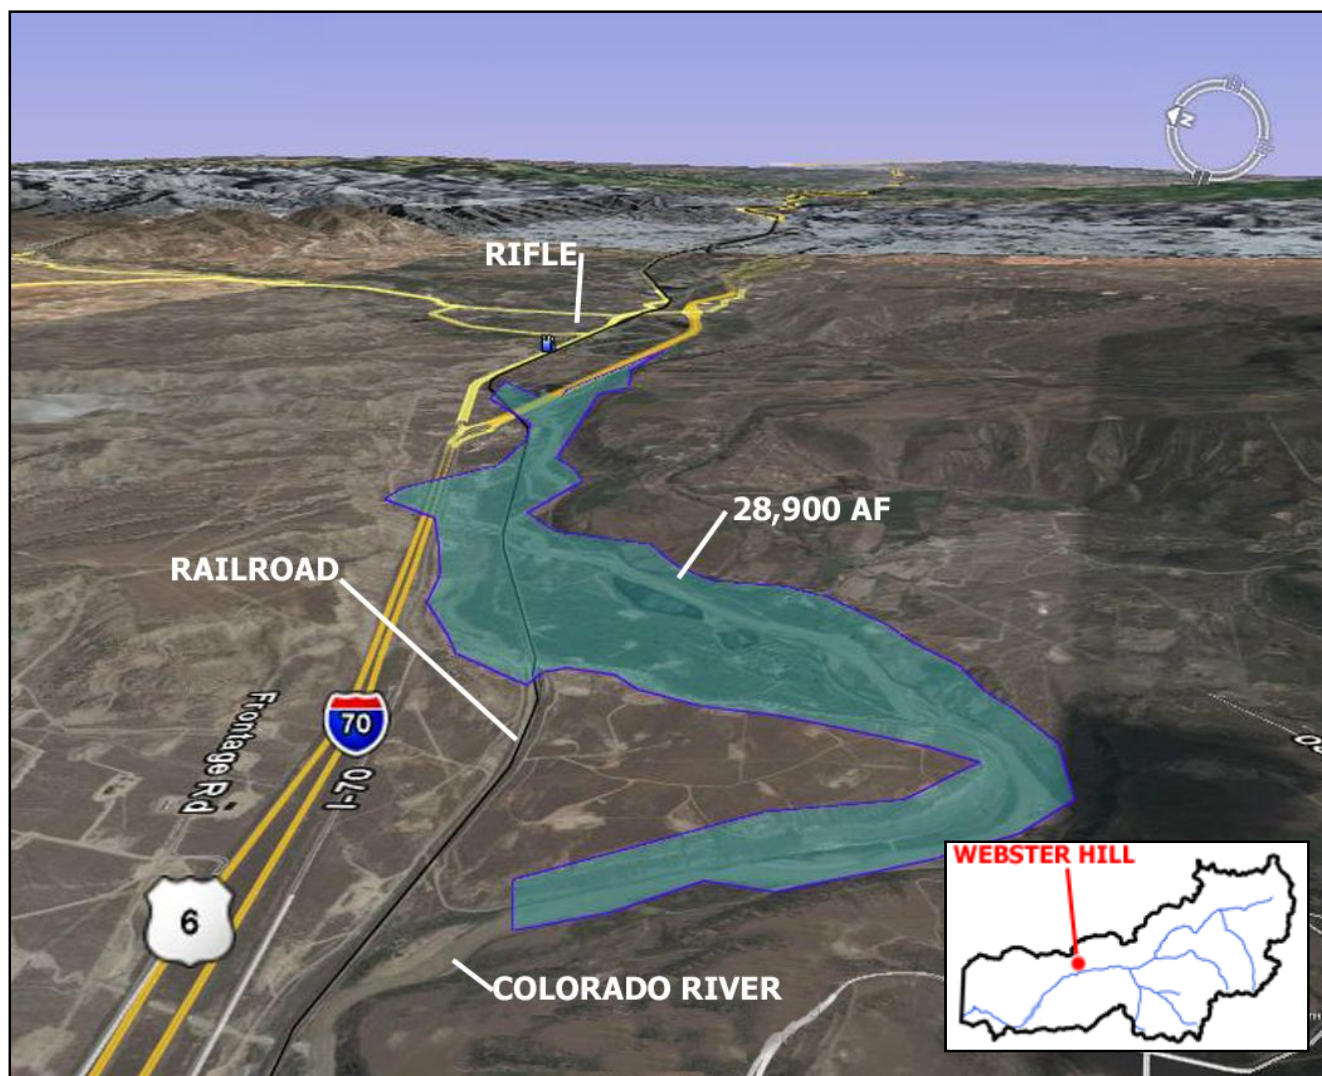 N
RIFLE
28,900 AF
RAILROAD
70
Frontage Rd
I-70
6
WEBSTER HILL
COLORADO RIVER